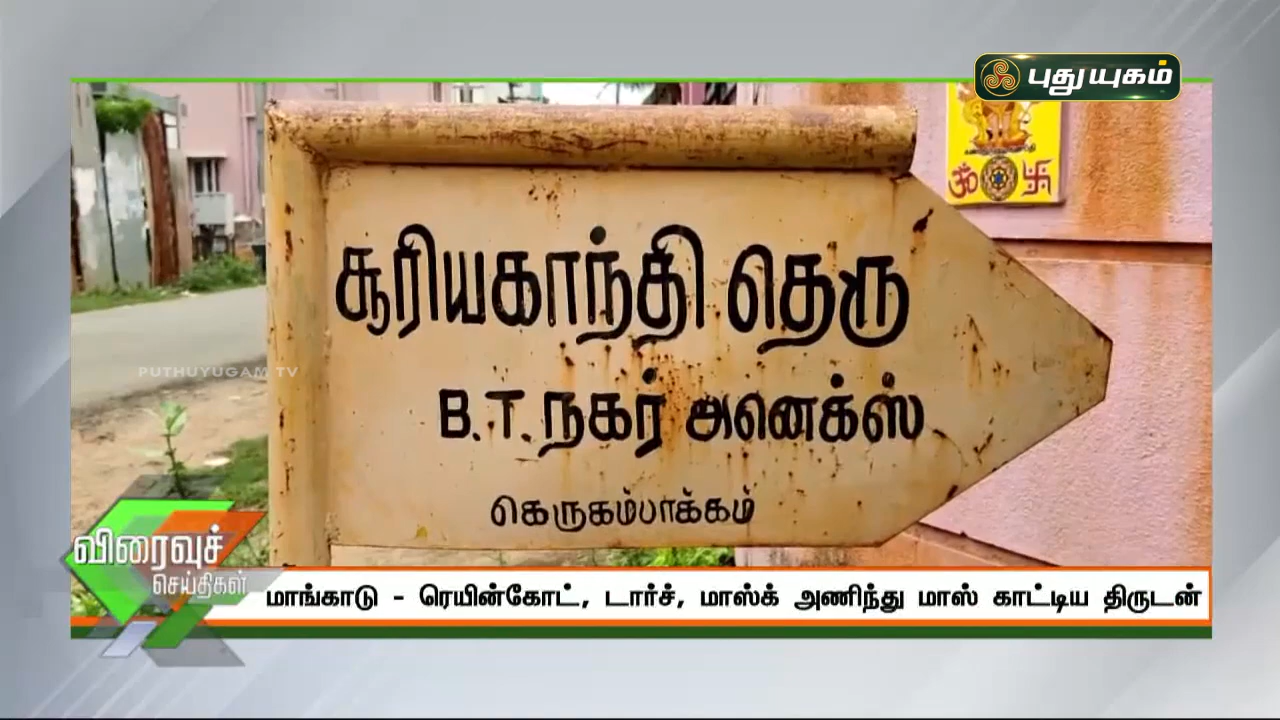 புதுயுகம்
சூரியகாந்தி தெரு
B.T. நகர் அனெக்ஸ்
கெருகம்பாக்கம்
PUTHUYUGAM TV
விரைவுச்
செய்திகள்
மாங்காடு - ரெயின்கோட், டார்ச், மாஸ்க் அணிந்து மாஸ் காட்டிய திருடன்